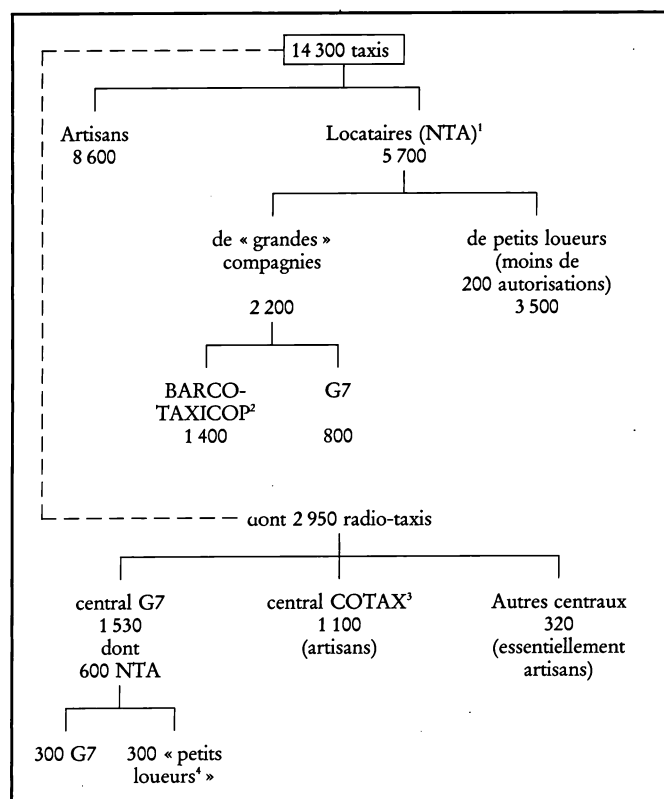 14 300 taxis
Artisans
8 600
Locataires (NTA)¹
5 700
de « grandes »
compagnies
2 200
de petits loueurs
(moins de
200 autorisations)
3 500
BARCO-
TAXICOP²
1 400
G7
800
dont 2 950 radio-taxis
central G7
1 530
dont
600 NTA
central COTAX³
1 100
(artisans)
Autres centraux
320
(essentiellement
artisans)
300 G7
300 « petits
loueurs⁴ »